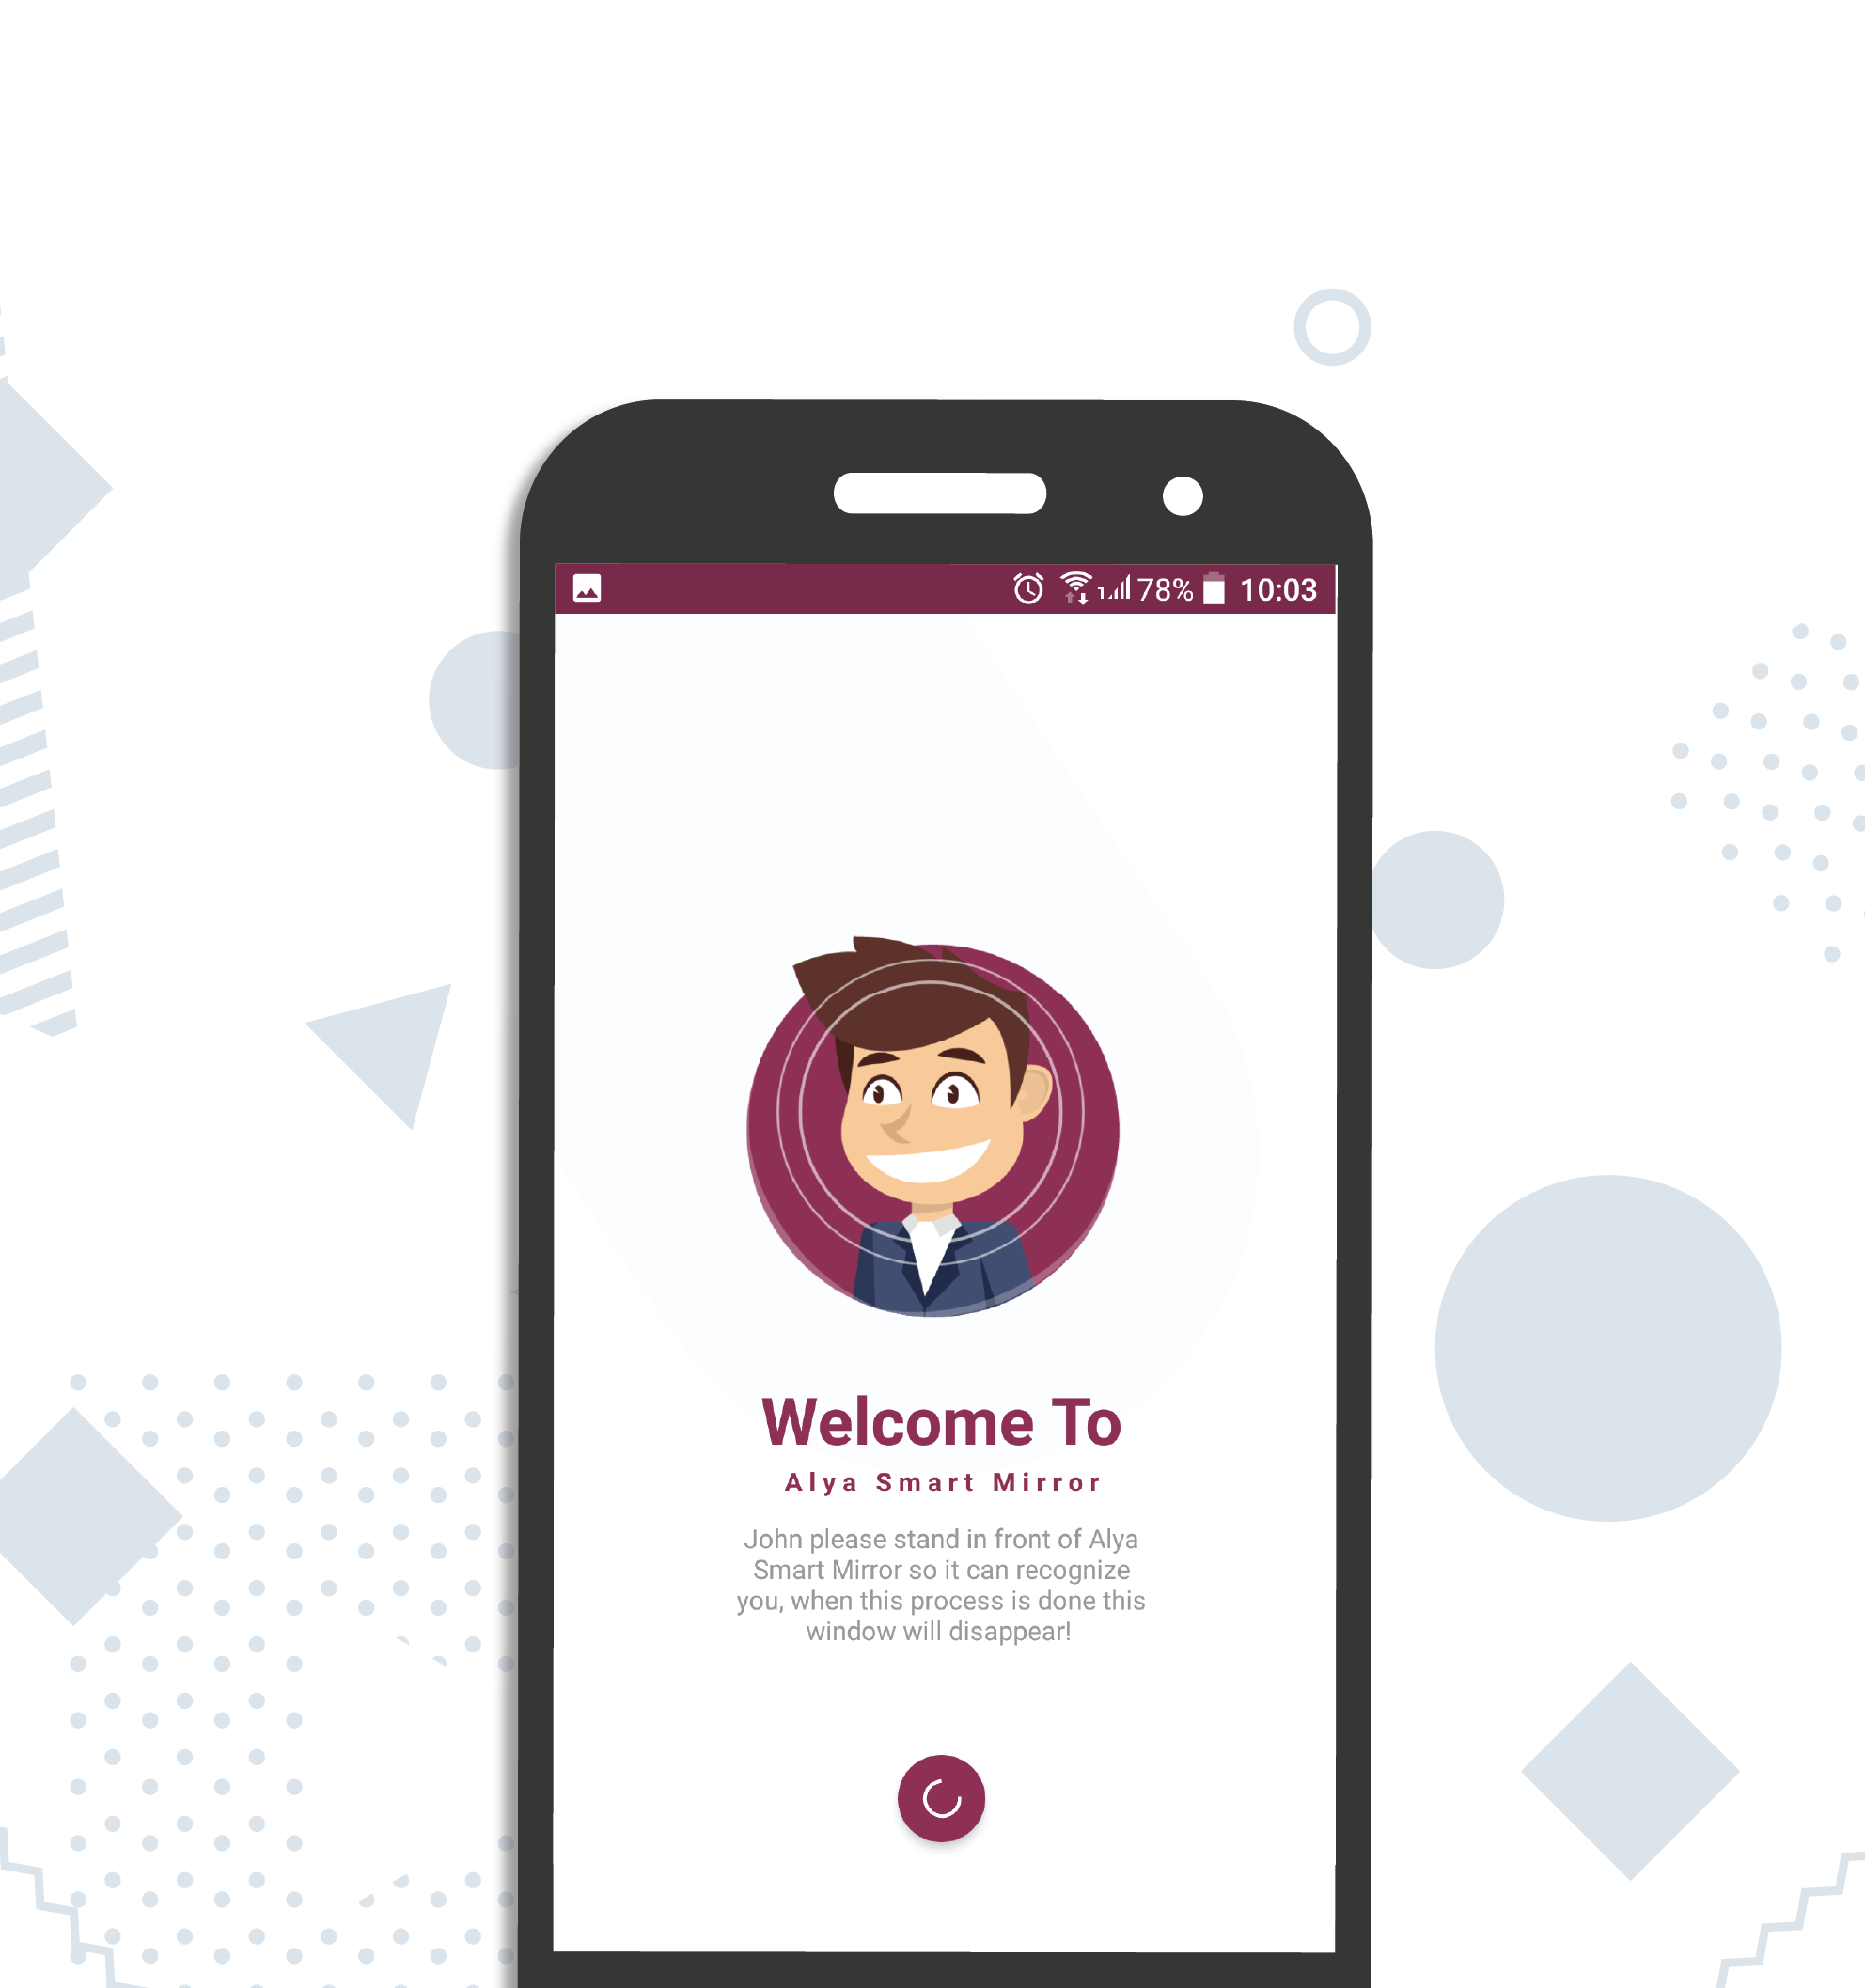 78% 10:03
Welcome To
Alya Smart Mirror
John please stand in front of Alya
Smart Mirror so it can recognize
you, when this process is done this
window will disappear!